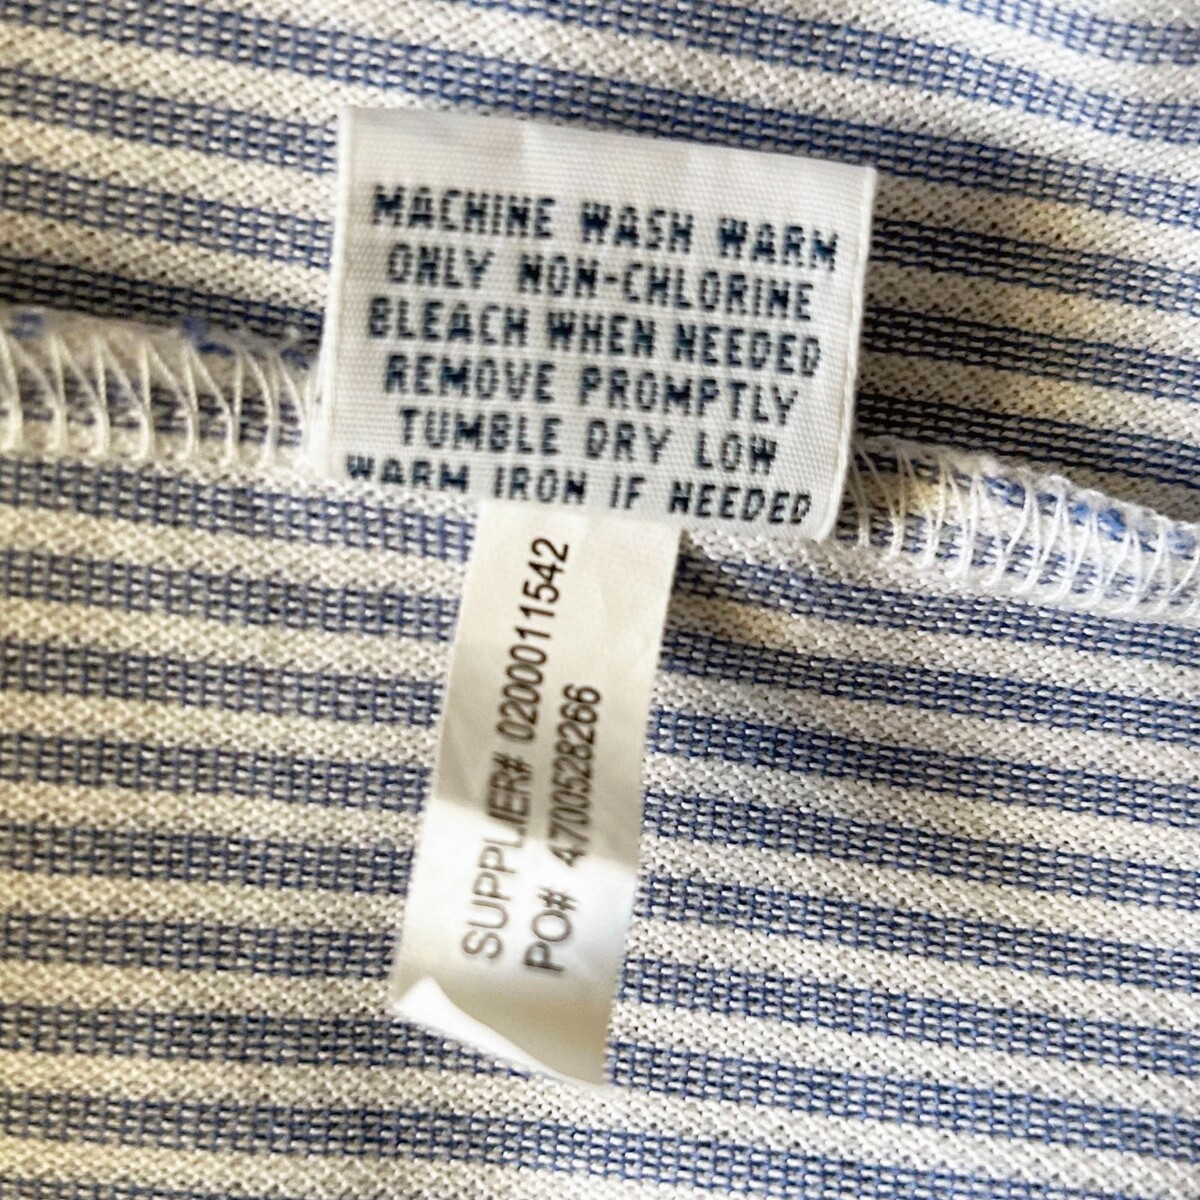 MACHINE WASH WARM
ONLY NON-CHLORINE
BLEACH WHEN NEEDED
REMOVE PROMPTLY
TUMBLE DRY LOW
WARM IRON IF NEEDED
SUPPLIER# 0200011542
PO# 4700528266